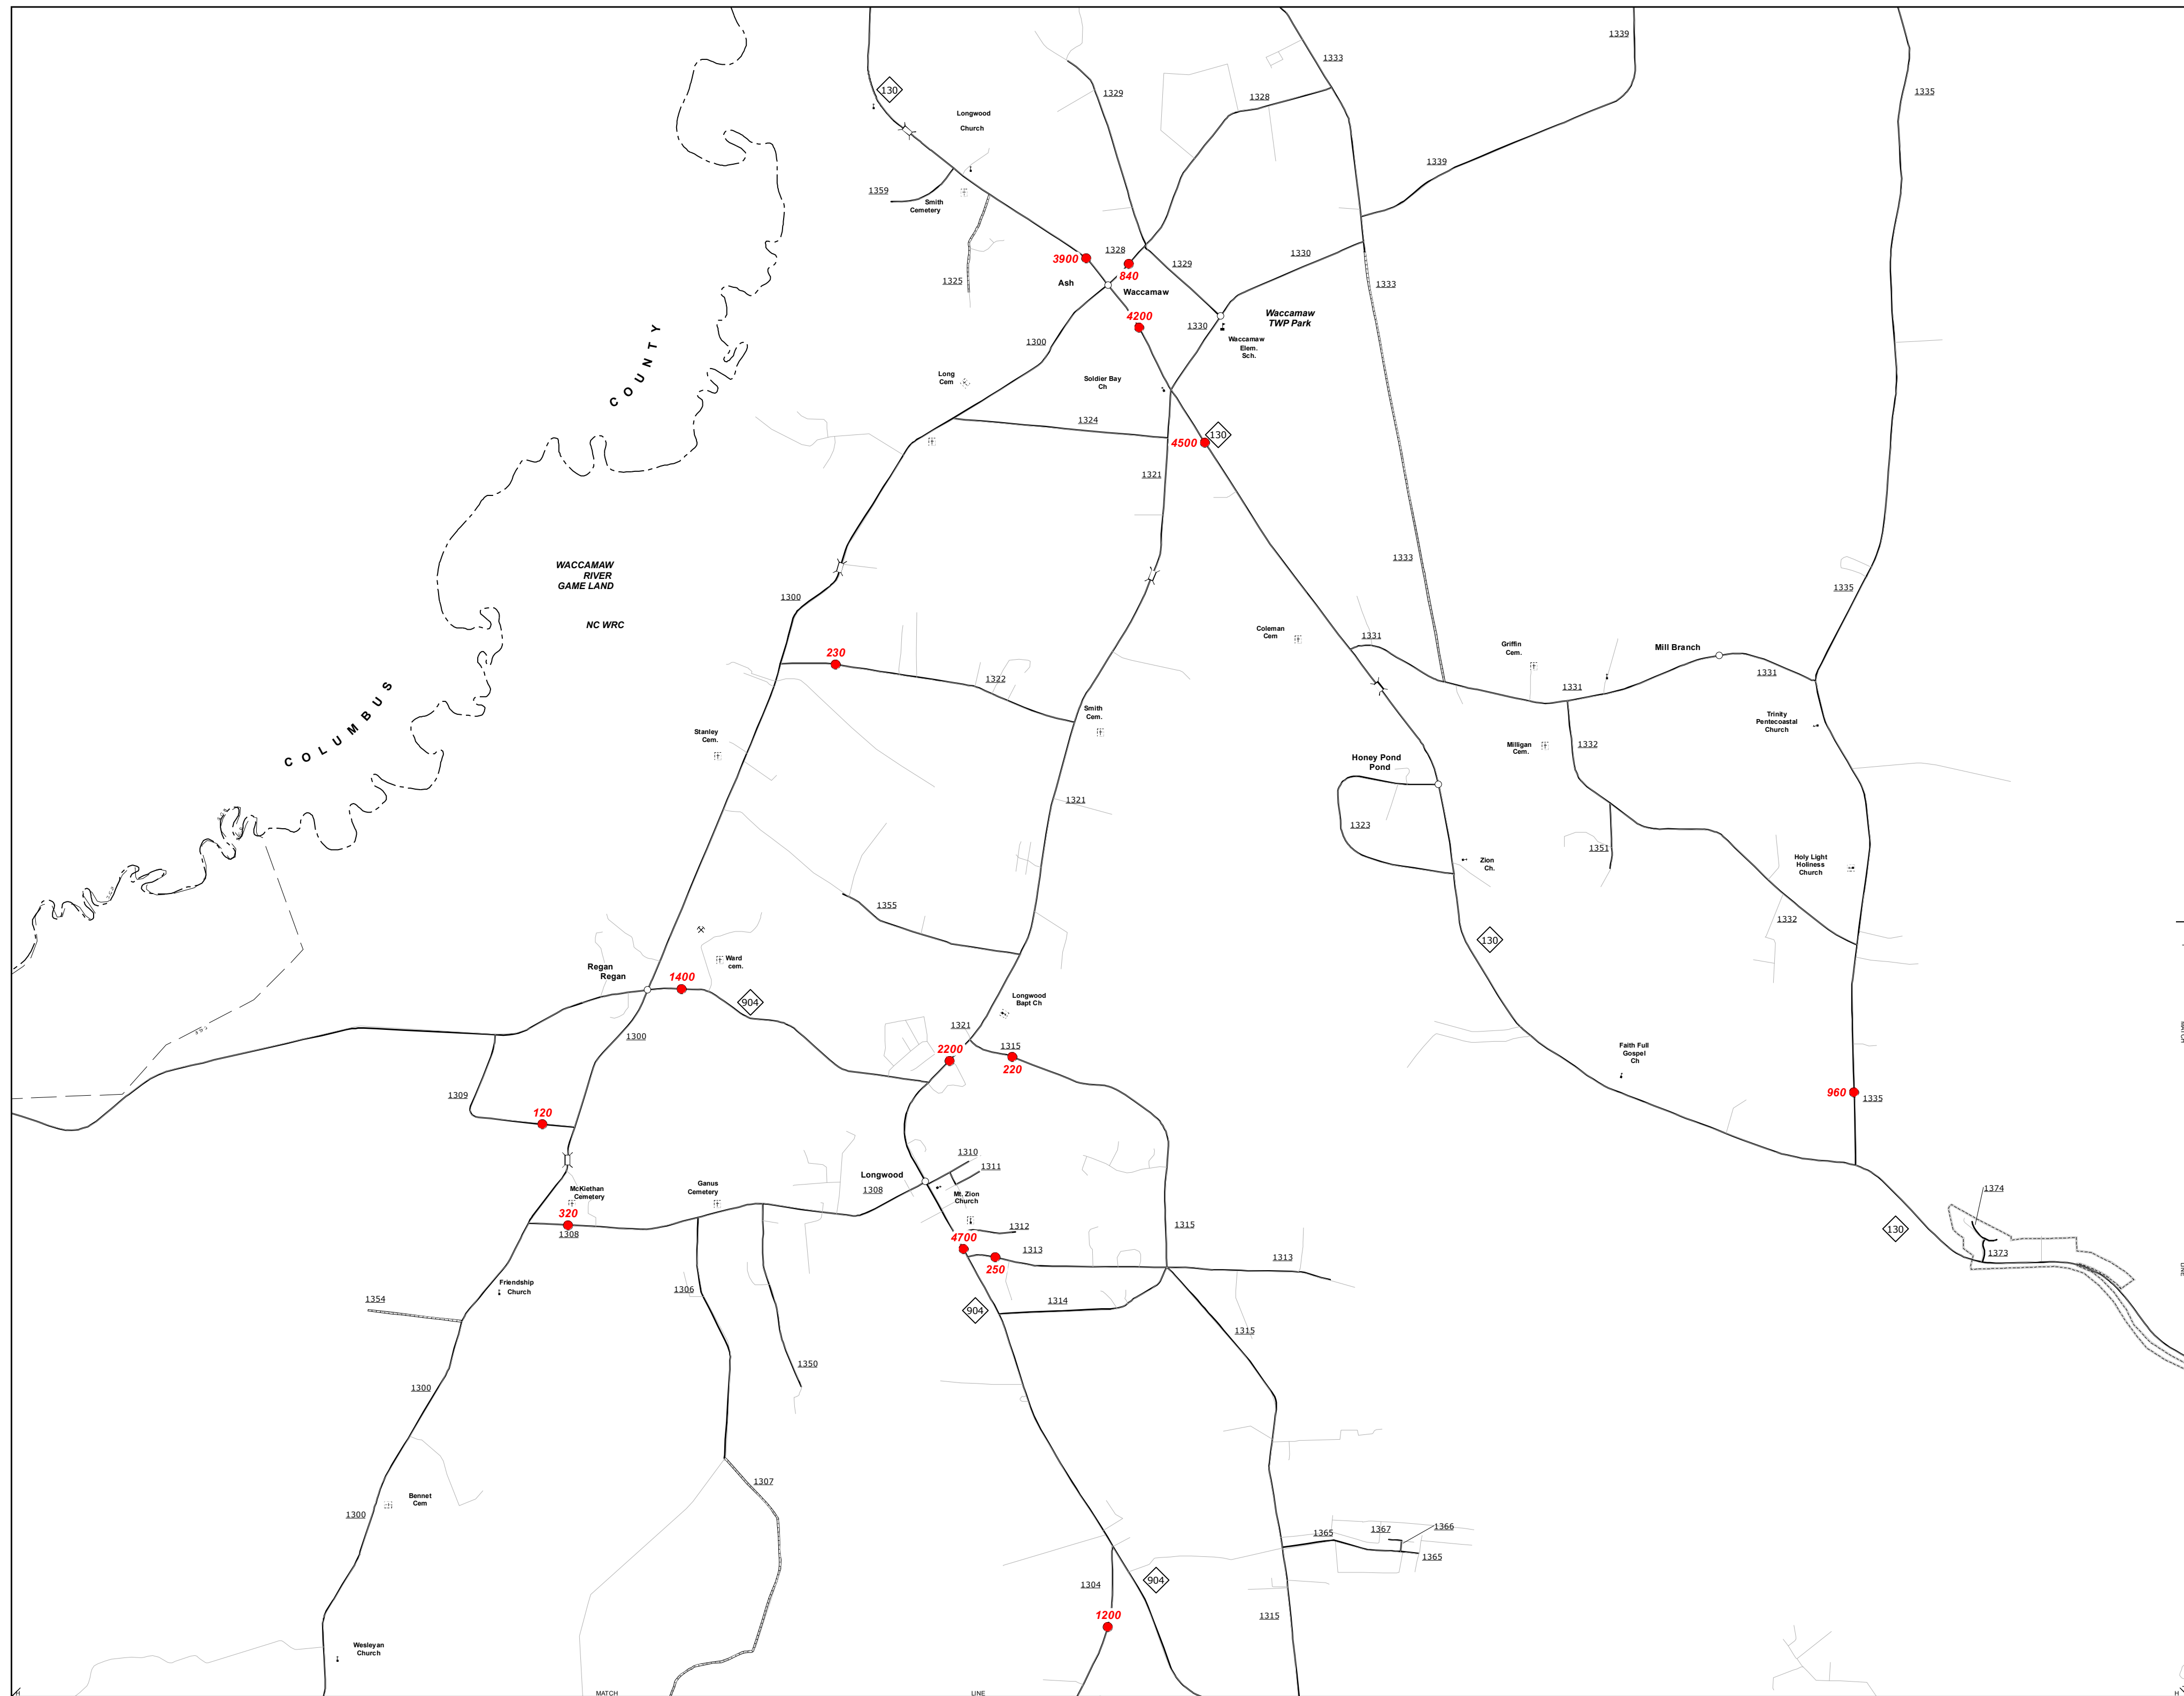 1339
1333
1335
130
1329
1328
Longwood
Church
1339
1359
Smith
Cemetery
1328
1330
3900
1329
840
1325
Ash
Waccamaw
1333
4200
Waccamaw
TWP Park
1330
COUNTY
1300
Waccamaw
Elem.
Sch.
Long
Cem
Soldier Bay
Ch
1324
130
4500
1321
1333
WACCAMAW
RIVER
GAME LAND
1335
1300
NC WRC
Coleman
Cem
1331
Griffin
Cem.
Mill Branch
230
1331
1322
1331
COLUMBUS
Smith
Cem.
Trinity
Pentecoastal
Church
Stanley
Cem.
Milligan
Cem.
1332
Honey Pond
Pond
1321
1323
1351
Zion
Ch.
Holy Light
Holiness
Church
1355
1332
130
Ward
cem.
Regan
Regan
1400
904
Longwood
Bapt Ch
1321
1300
1315
2200
220
Faith Full
Gospel
Ch
1309
960
1335
120
1310
1311
Longwood
Ganus
Cemetery
McKiethan
Cemetery
1308
Mt. Zion
Church
1374
320
1308
1312
1315
130
4700
1313
250
1313
1373
LINE
Friendship
Church
1306
1354
1314
904
1315
1350
1300
1307
Bennet
Cem
1300
1365
1367
1366
1365
904
1304
1200
1315
Wesleyan
Church
H
MATCH
LINE
H